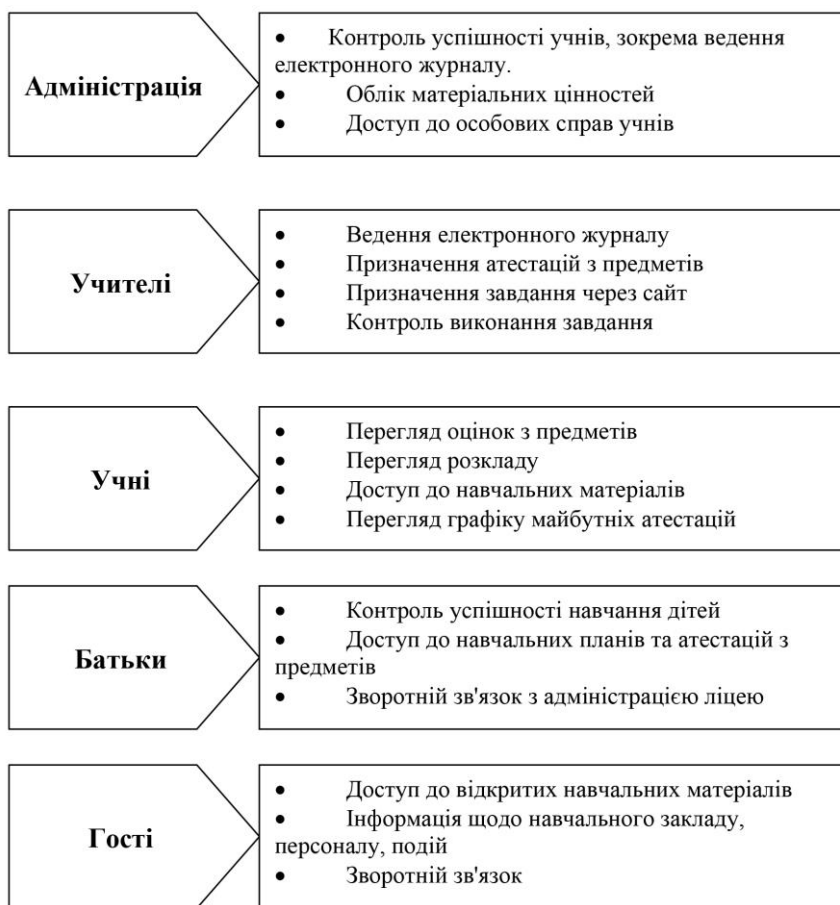 Адміністрація
• Контроль успішності учнів, зокрема ведення
електронного журналу.
• Облік матеріальних цінностей
• Доступ до особових справ учнів
Учителі
• Ведення електронного журналу
• Призначення атестацій з предметів
• Призначення завдання через сайт
• Контроль виконання завдання
Учні
• Перегляд оцінок з предметів
• Перегляд розкладу
• Доступ до навчальних матеріалів
• Перегляд графіку майбутніх атестацій
Батьки
• Контроль успішності навчання дітей
• Доступ до навчальних планів та атестацій з
предметів
• Зворотній зв'язок з адміністрацією ліцею
Гості
• Доступ до відкритих навчальних матеріалів
• Інформація щодо навчального закладу,
персоналу, подій
• Зворотній зв'язок